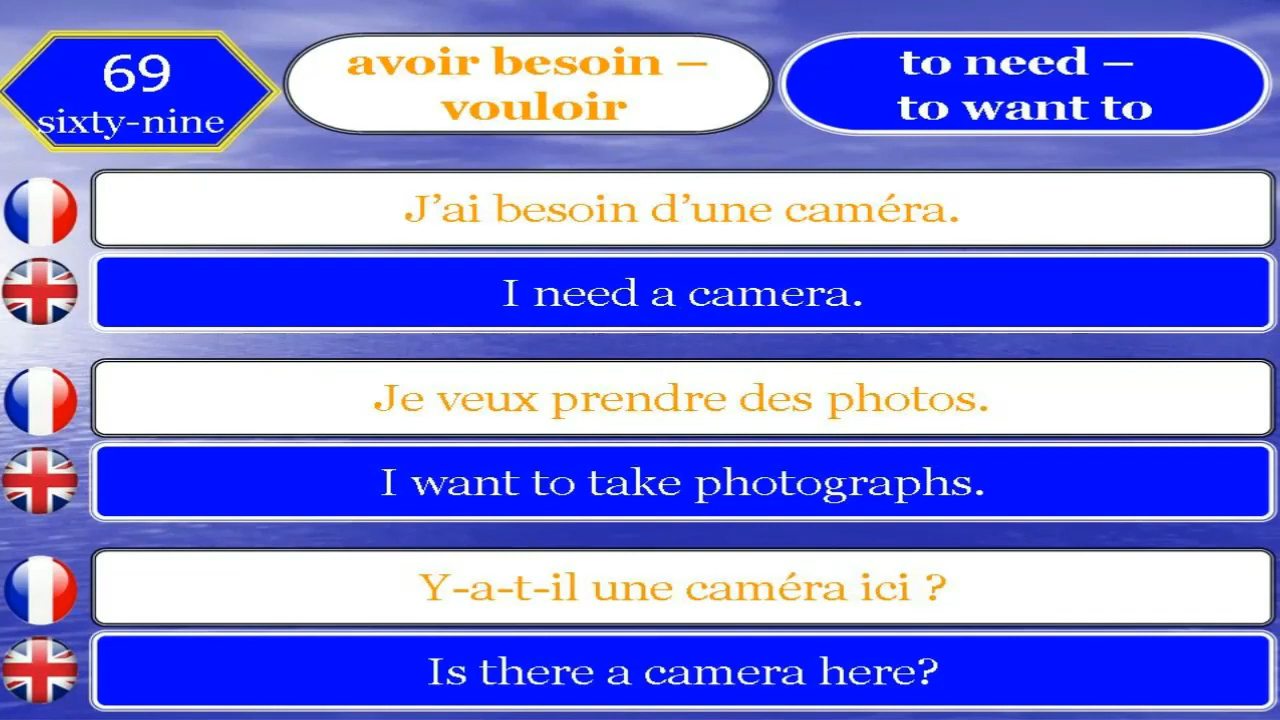 69
sixty-nine
avoir besoin –
vouloir
to need –
to want to
J’ai besoin d’une caméra.
I need a camera.
Je veux prendre des photos.
I want to take photographs.
Y-a-t-il une caméra ici ?
Is there a camera here?